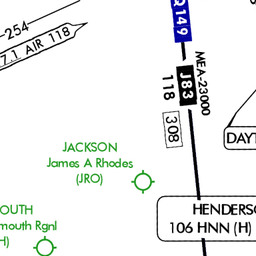 Q149
-254
7.1 AIR 118
J83
118
MEA-23000
308
JACKSON
James A Rhodes
(JRO)
DAYT
HENDERSO
106 HNN (H)
OUTH
mouth Rgnl
H)